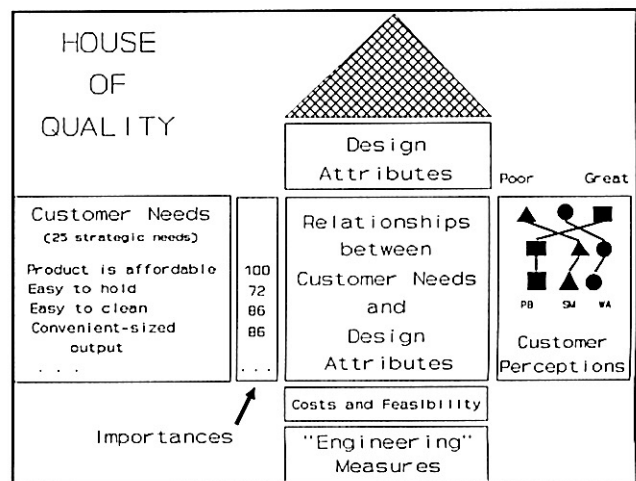 HOUSE
OF
QUALITY
Design
Attributes
Poor Great
Customer Needs
(25 strategic needs)
Product is affordable 100
Easy to hold 72
Easy to clean 86
Convenient-sized 86
output
. . . . . .
Relationships
between
Customer Needs
and
Design
Attributes
PB SM WA
Customer
Perceptions
Importances
Costs and Feasibility
"Engineering"
Measures